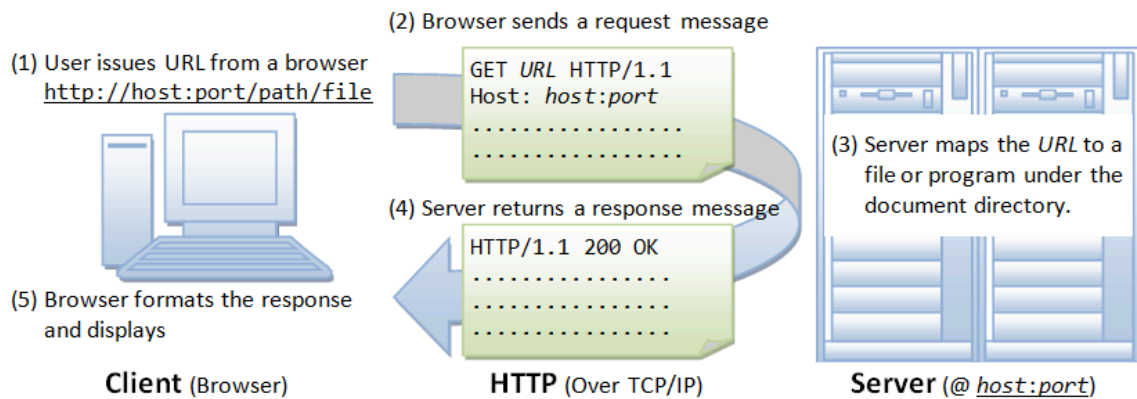 (1) User issues URL from a browser
http://host:port/path/file
(2) Browser sends a request message
GET URL HTTP/1.1
Host: host:port
.................
.................
(3) Server maps the URL to a
file or program under the
document directory.
(4) Server returns a response message
HTTP/1.1 200 OK
................
................
................
(5) Browser formats the response
and displays
Client (Browser)
HTTP (Over TCP/IP)
Server (@ host:port)